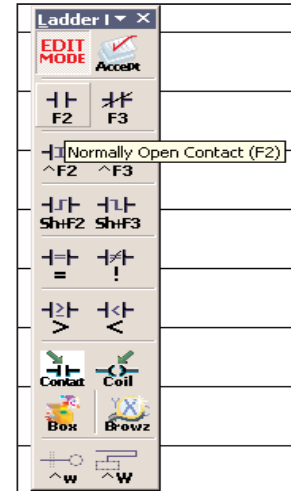 Ladder I
EDIT
MODE
Accept
F2 F3
Normally Open Contact (F2)
^F2 ^F3
Sh+F2 Sh+F3
= !
> <
Contact Coil
Box Browz
^w ^W